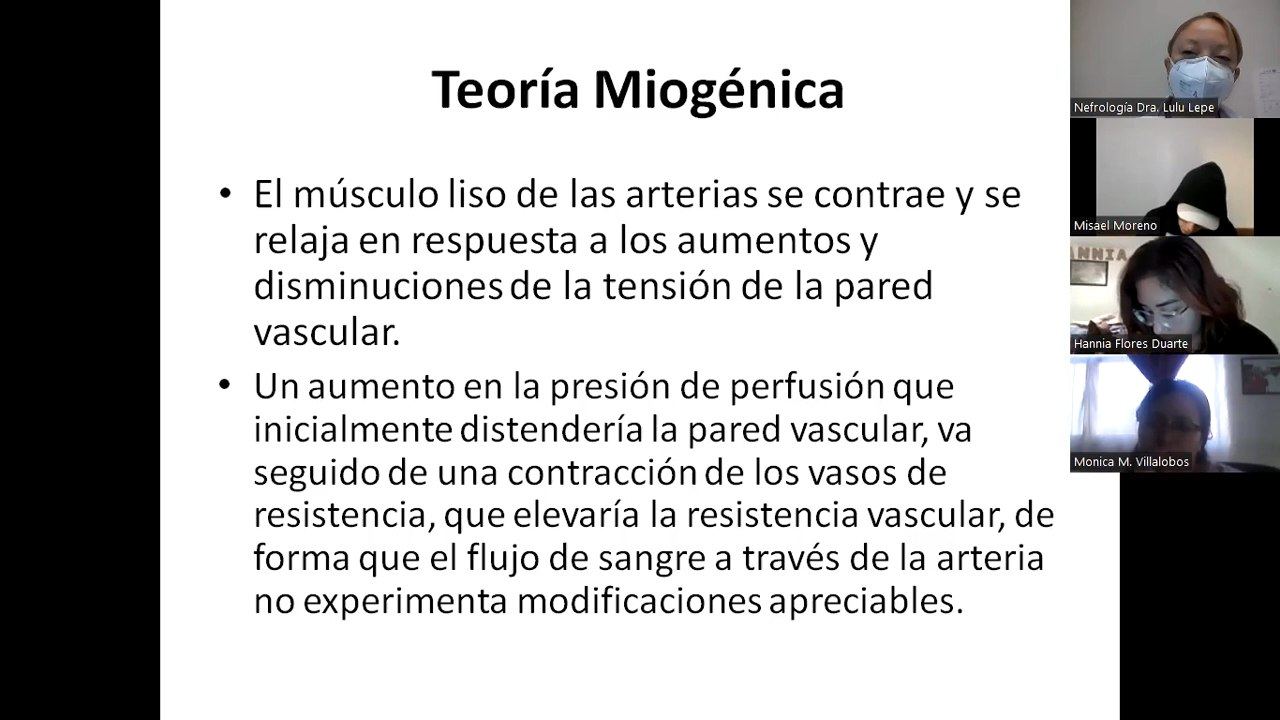 Teoría Miogénica
• El músculo liso de las arterias se contrae y se
relaja en respuesta a los aumentos y
disminuciones de la tensión de la pared
vascular.
• Un aumento en la presión de perfusión que
inicialmente distendería la pared vascular, va
seguido de una contracción de los vasos de
resistencia, que elevaría la resistencia vascular, de
forma que el flujo de sangre a través de la arteria
no experimenta modificaciones apreciables.
Nefrología Dra. Lulu Lepe
Misael Moreno
ANNIA
Hannia Flores Duarte
Monica M. Villalobos